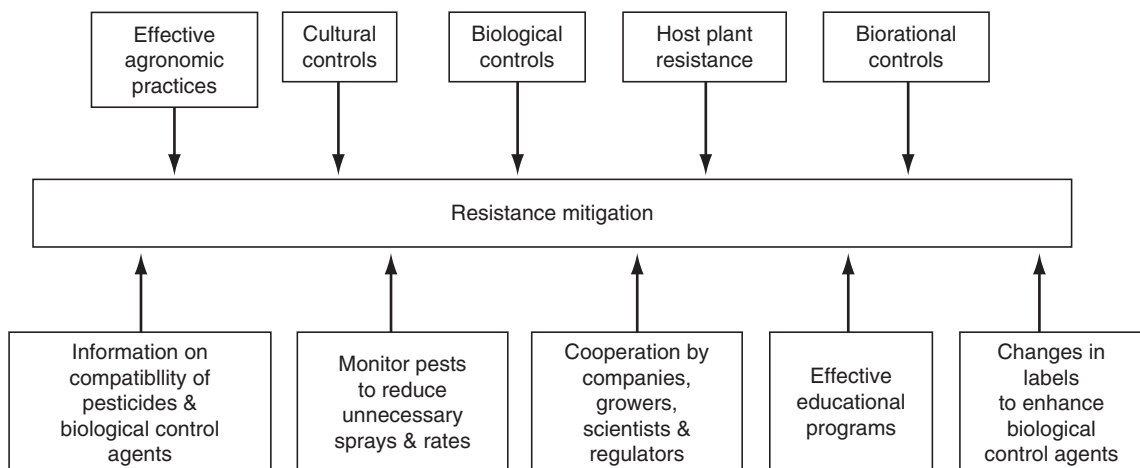 Effective
agronomic
practices
Cultural
controls
Biological
controls
Host plant
resistance
Biorational
controls
Resistance mitigation
Information on
compatibllity of
pesticides &
biological control
agents
Monitor pests
to reduce
unnecessary
sprays & rates
Cooperation by
companies,
growers,
scientists &
regulators
Effective
educational
programs
Changes in
labels
to enhance
biological
control agents